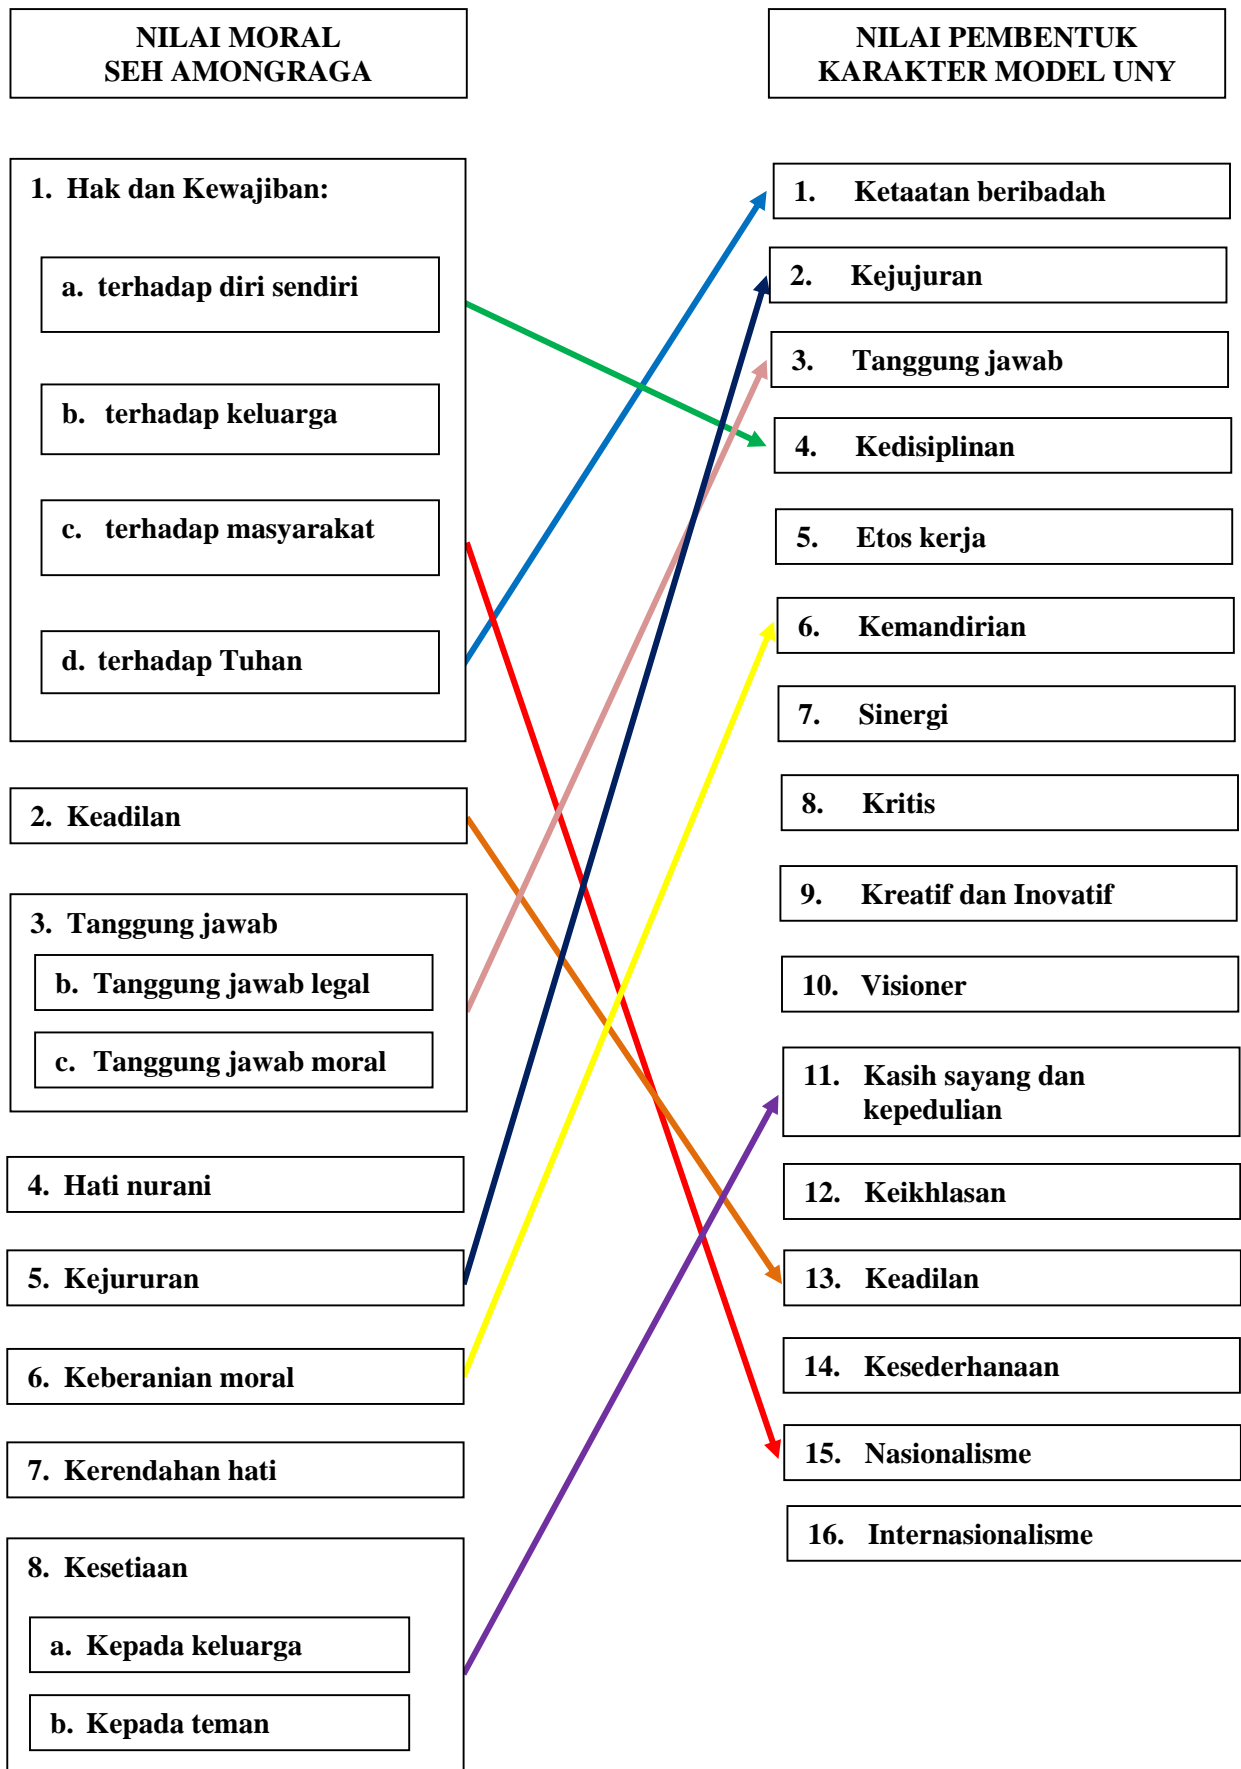 NILAI MORAL
SEH AMONGRAGA
1. Hak dan Kewajiban:
a. terhadap diri sendiri
b. terhadap keluarga
c. terhadap masyarakat
d. terhadap Tuhan
2. Keadilan
3. Tanggung jawab
b. Tanggung jawab legal
c. Tanggung jawab moral
4. Hati nurani
5. Kejururan
6. Keberanian moral
7. Kerendahan hati
8. Kesetiaan
a. Kepada keluarga
b. Kepada teman
NILAI PEMBENTUK
KARAKTER MODEL UNY
1. Ketaatan beribadah
2. Kejujuran
3. Tanggung jawab
4. Kedisiplinan
5. Etos kerja
6. Kemandirian
7. Sinergi
8. Kritis
9. Kreatif dan Inovatif
10. Visioner
11. Kasih sayang dan
kepedulian
12. Keikhlasan
13. Keadilan
14. Kesederhanaan
15. Nasionalisme
16. Internasionalisme